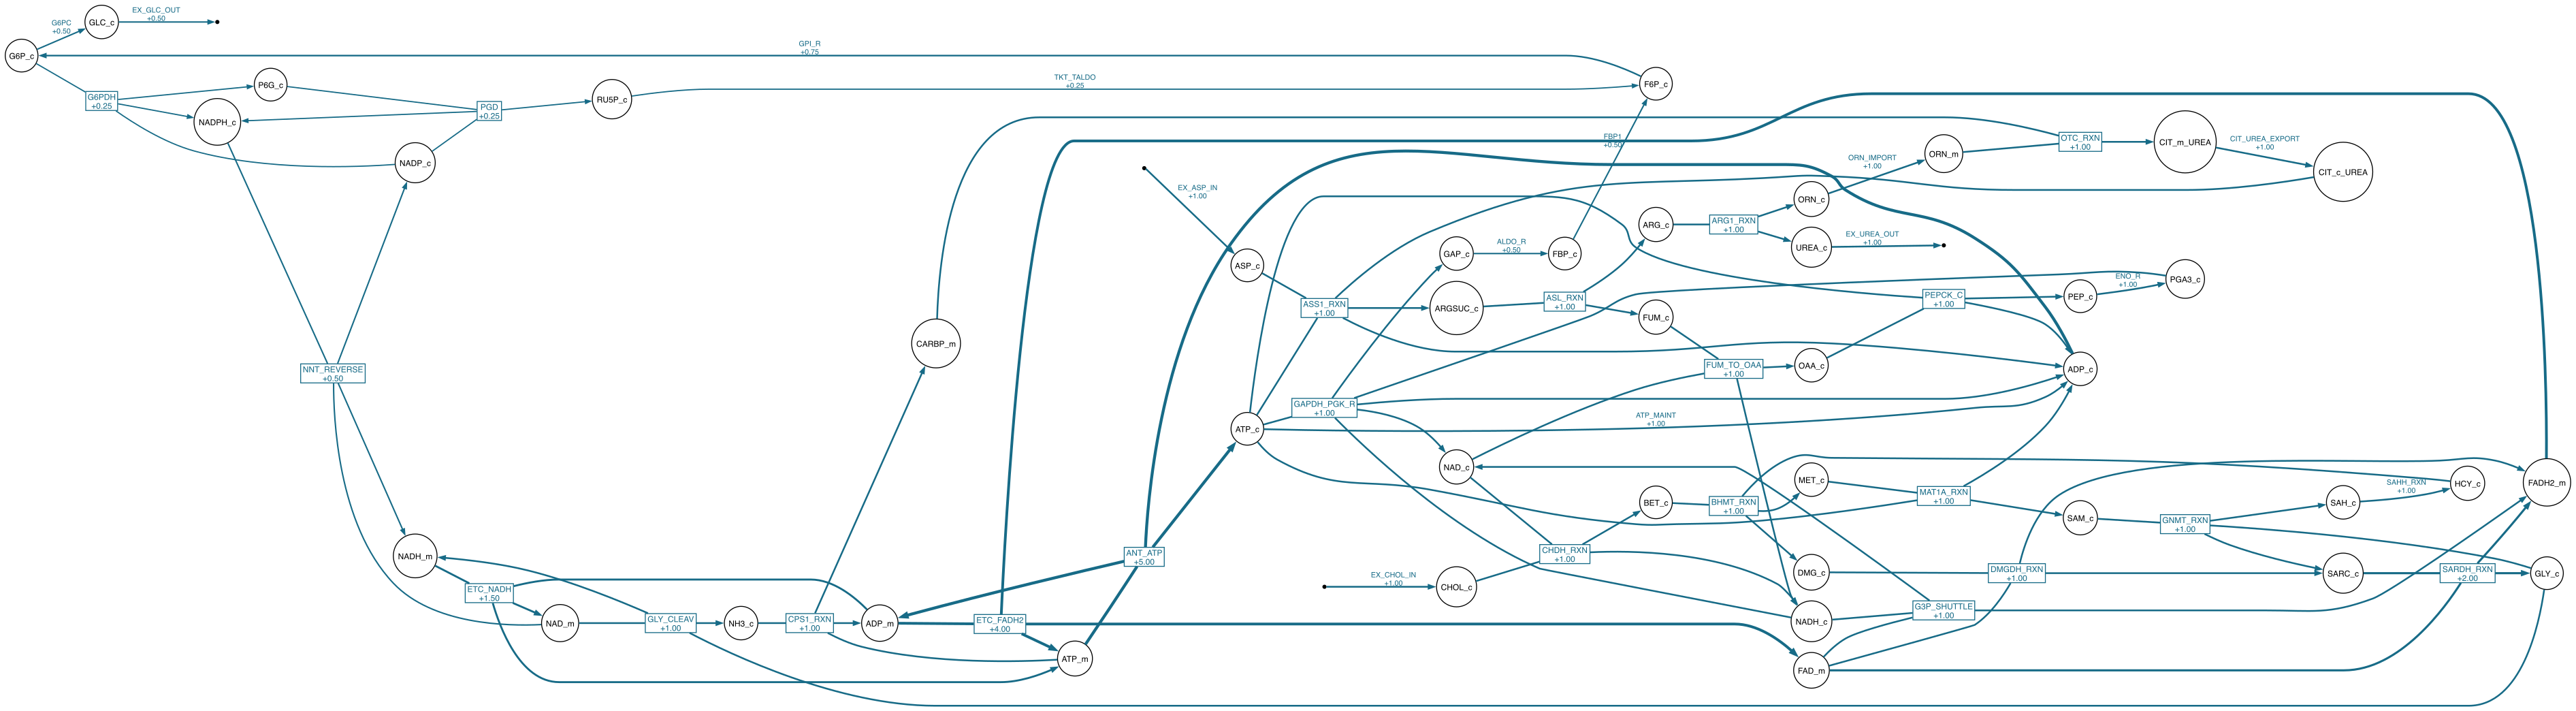 G6PC
+0.50
GLC_c
EX_GLC_OUT
+0.50
G6P_c
GPI_R
+0.75
G6PDH
+0.25
P6G_c
NADPH_c
PGD
+0.25
RU5P_c
TKT_TALDO
+0.25
F6P_c
NADP_c
FBP1
+0.50
EX_ASP_IN
+1.00
ORN_IMPORT
+1.00
ORN_m
OTC_RXN
+1.00
CIT_m_UREA
CIT_UREA_EXPORT
+1.00
CIT_c_UREA
ORN_c
ARG_c
ARG1_RXN
+1.00
UREA_c
EX_UREA_OUT
+1.00
ASP_c
GAP_c
ALDO_R
+0.50
FBP_c
ASS1_RXN
+1.00
ARGSUC_c
ASL_RXN
+1.00
FUM_c
PEPCK_C
+1.00
PEP_c
ENO_R
+1.00
PGA3_c
CARBP_m
NNT_REVERSE
+0.50
FUM_TO_OAA
+1.00
OAA_c
ADP_c
GAPDH_PGK_R
+1.00
ATP_c
ATP_MAINT
+1.00
NAD_c
BET_c
BHMT_RXN
+1.00
MET_c
MAT1A_RXN
+1.00
SAM_c
GNMT_RXN
+1.00
SAH_c
SAHH_RXN
+1.00
HCY_c
FADH2_m
NADH_m
ANT_ATP
+5.00
CHDH_RXN
+1.00
EX_CHOL_IN
+1.00
CHOL_c
DMG_c
DMGDH_RXN
+1.00
SARC_c
SARDH_RXN
+2.00
GLY_c
ETC_NADH
+1.50
NAD_m
GLY_CLEAV
+1.00
NH3_c
CPS1_RXN
+1.00
ADP_m
ETC_FADH2
+4.00
ATP_m
NADH_c
G3P_SHUTTLE
+1.00
FAD_m